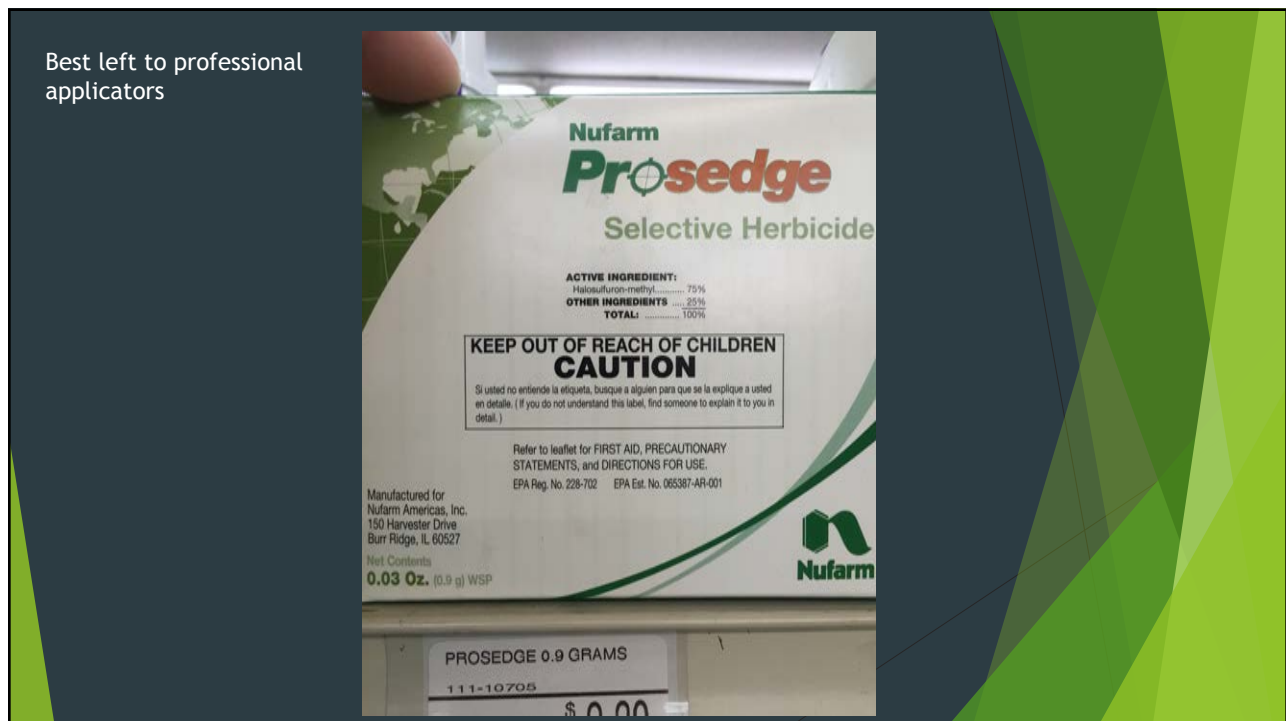 Best left to professional
applicators
Nufarm
Prosedge
Selective Herbicide
ACTIVE INGREDIENT:
Halosulfuron-methyl............ 75%
OTHER INGREDIENTS ..... 25%
TOTAL: .............. 100%
KEEP OUT OF REACH OF CHILDREN
CAUTION
Si usted no entiende la etiqueta, busque a alguien para que se la explique a usted
en detalle. ( If you do not understand this label, find someone to explain it to you in
detail. )
Refer to leaflet for FIRST AID, PRECAUTIONARY
STATEMENTS, and DIRECTIONS FOR USE.
EPA Reg. No. 228-702 EPA Est. No. 065387-AR-001
Manufactured for
Nufarm Americas, Inc.
150 Harvester Drive
Burr Ridge, IL 60527
Net Contents
0.03 Oz. (0.9 g) WSP
Nufarm
PROSEDGE 0.9 GRAMS
111-10705
$